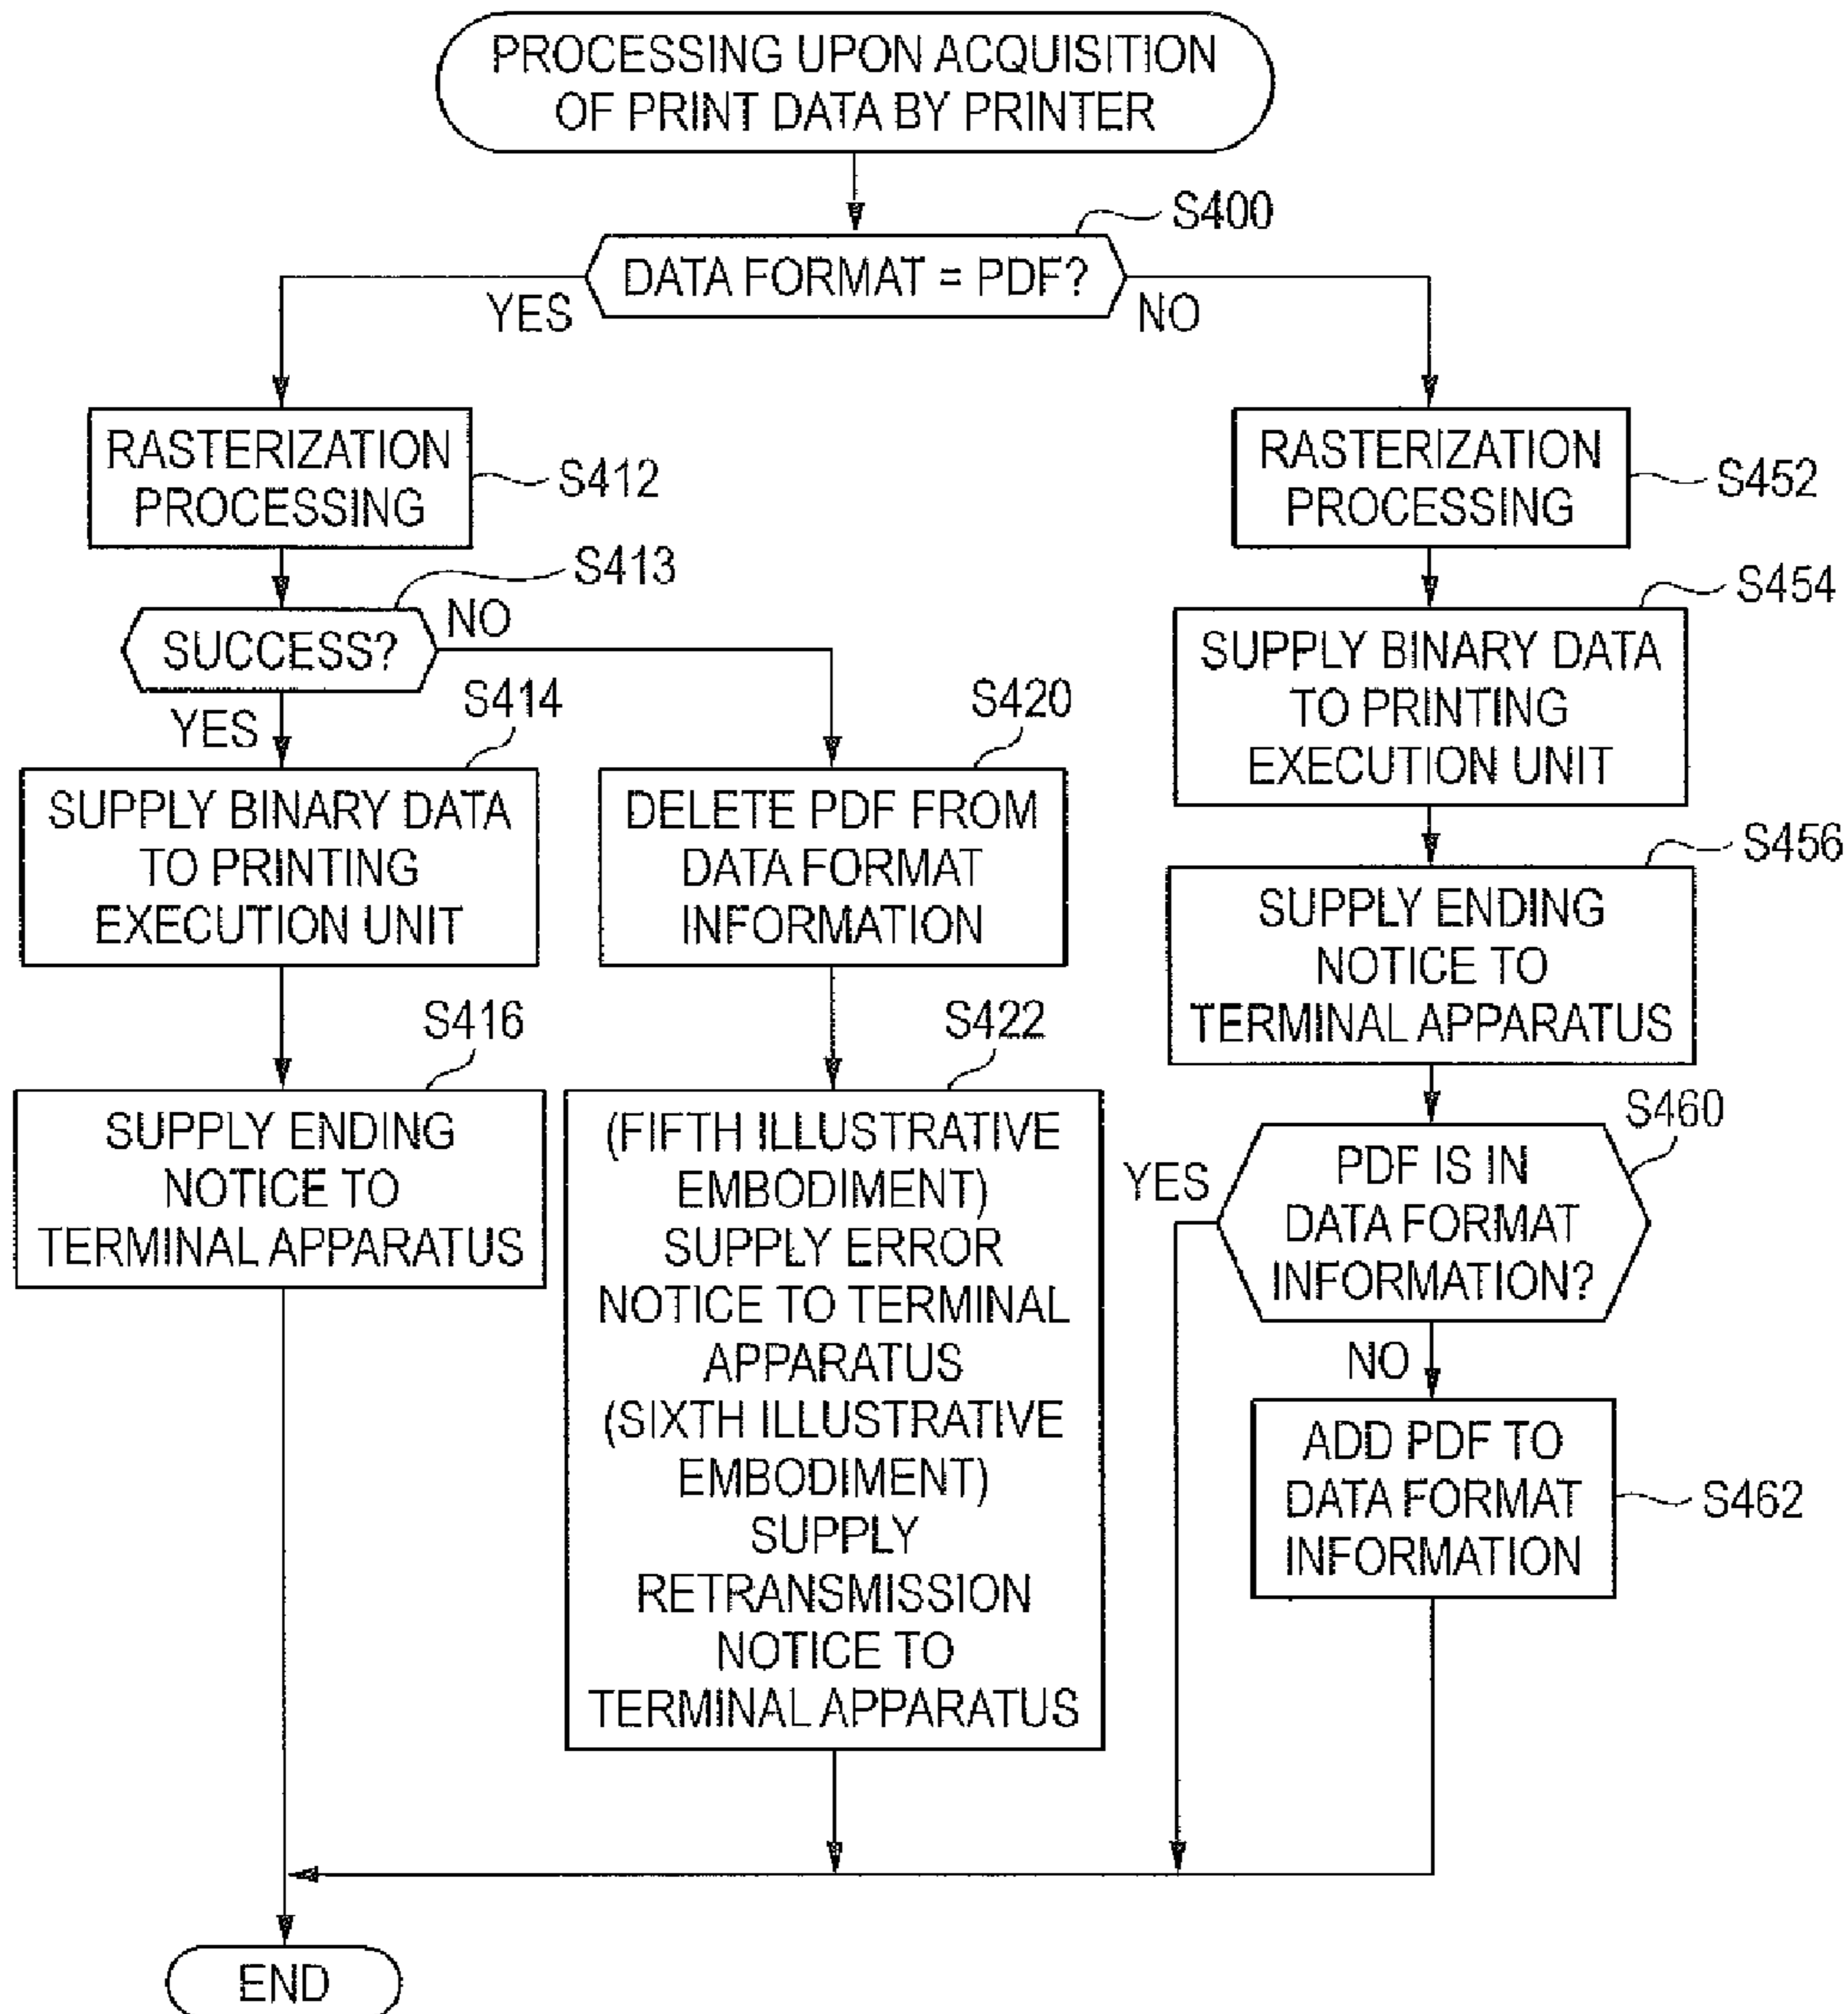 PROCESSING UPON ACQUISITION
OF PRINT DATA BY PRINTER
S400
DATA FORMAT = PDF?
YES
NO
RASTERIZATION
PROCESSING
S412
S413
SUCCESS?
NO
YES
S414
SUPPLY BINARY DATA
TO PRINTING
EXECUTION UNIT
S416
SUPPLY ENDING
NOTICE TO
TERMINAL APPARATUS
S420
DELETE PDF FROM
DATA FORMAT
INFORMATION
S422
(FIFTH ILLUSTRATIVE
EMBODIMENT)
SUPPLY ERROR
NOTICE TO TERMINAL
APPARATUS
(SIXTH ILLUSTRATIVE
EMBODIMENT)
SUPPLY
RETRANSMISSION
NOTICE TO
TERMINAL APPARATUS
RASTERIZATION
PROCESSING
S452
S454
SUPPLY BINARY DATA
TO PRINTING
EXECUTION UNIT
S456
SUPPLY ENDING
NOTICE TO
TERMINAL APPARATUS
S460
YES
PDF IS IN
DATA FORMAT
INFORMATION?
NO
ADD PDF TO
DATA FORMAT
INFORMATION
S462
END